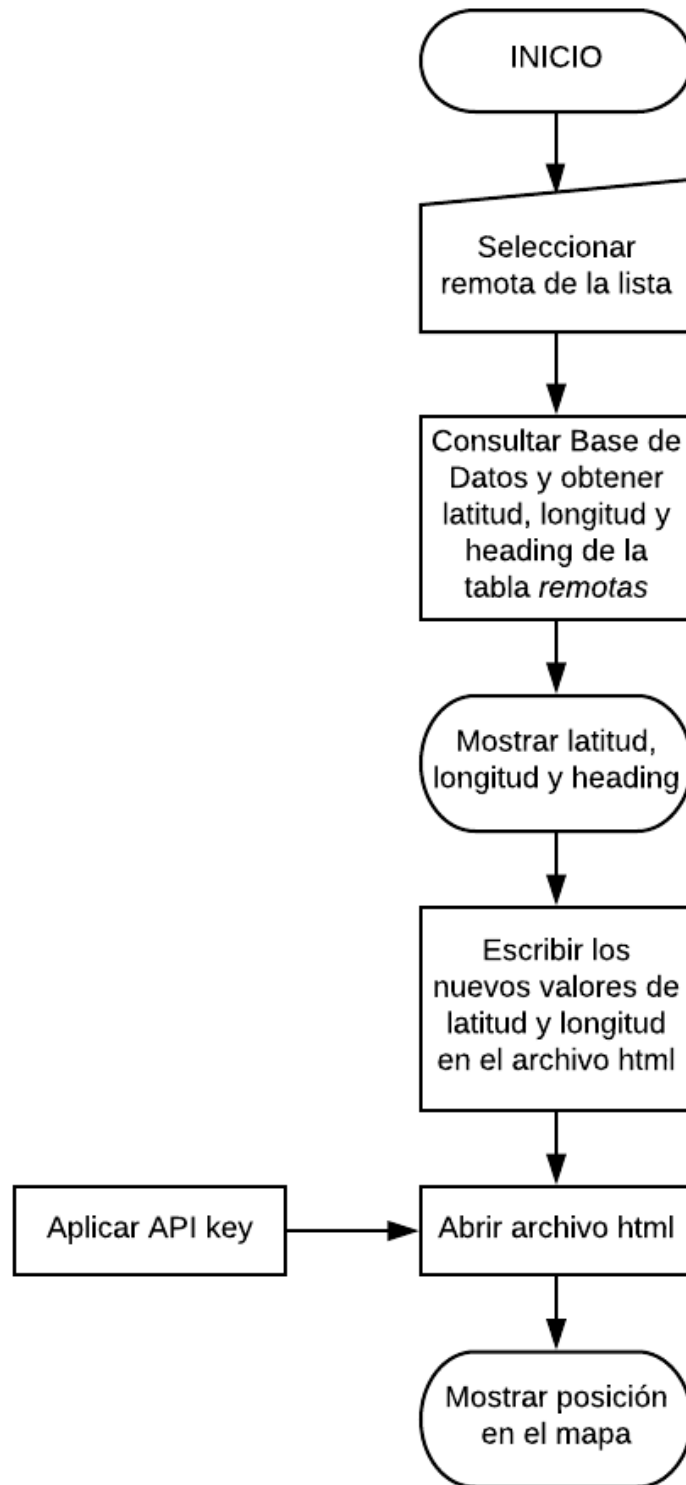 INICIO
Seleccionar
remota de la lista
Consultar Base de
Datos y obtener
latitud, longitud y
heading de la
tabla remotas
Mostrar latitud,
longitud y heading
Escribir los
nuevos valores de
latitud y longitud
en el archivo html
Aplicar API key
Abrir archivo html
Mostrar posición
en el mapa